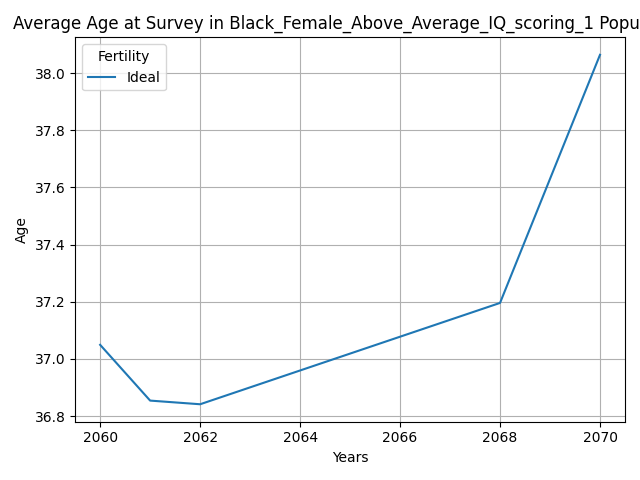 Average Age at Survey in Black_Female_Above_Average_IQ_scoring_1 Popu
Fertility
Ideal
38.0
37.8
37.6
37.4
37.2
37.0
36.8
Age
2060
2062
2064
2066
2068
2070
Years